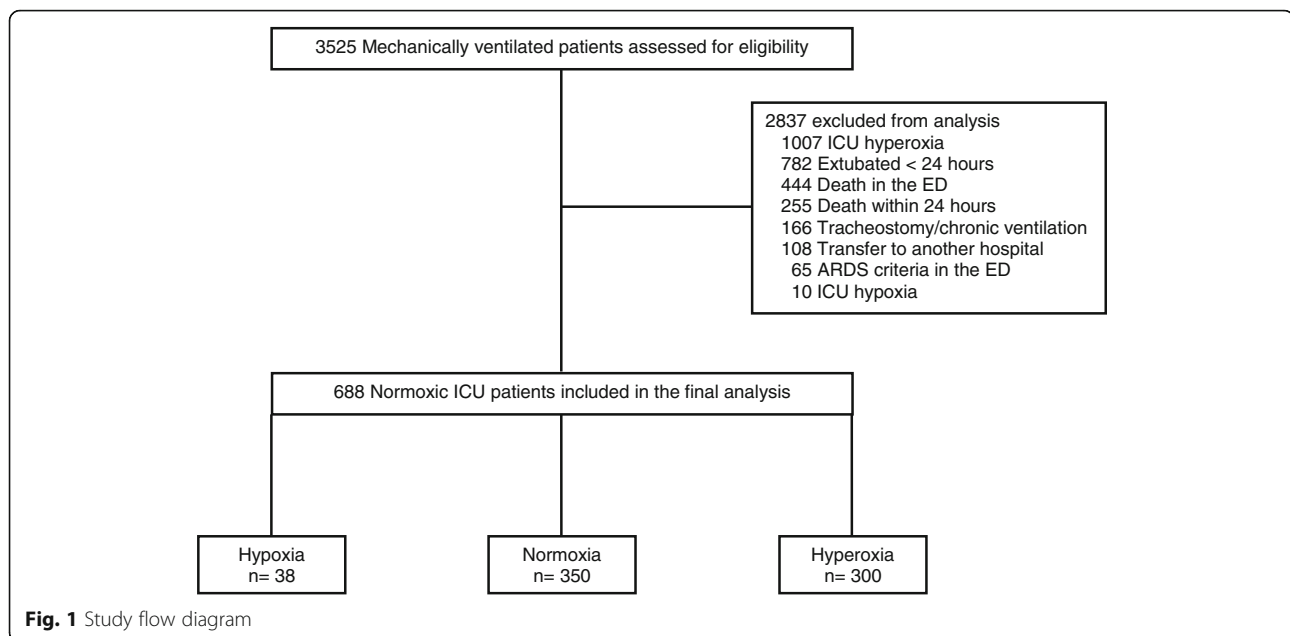 3525 Mechanically ventilated patients assessed for eligibility
2837 excluded from analysis
1007 ICU hyperoxia
782 Extubated < 24 hours
444 Death in the ED
255 Death within 24 hours
166 Tracheostomy/chronic ventilation
108 Transfer to another hospital
65 ARDS criteria in the ED
10 ICU hypoxia
688 Normoxic ICU patients included in the final analysis
Hypoxia
n= 38
Normoxia
n= 350
Hyperoxia
n= 300
Fig. 1 Study flow diagram